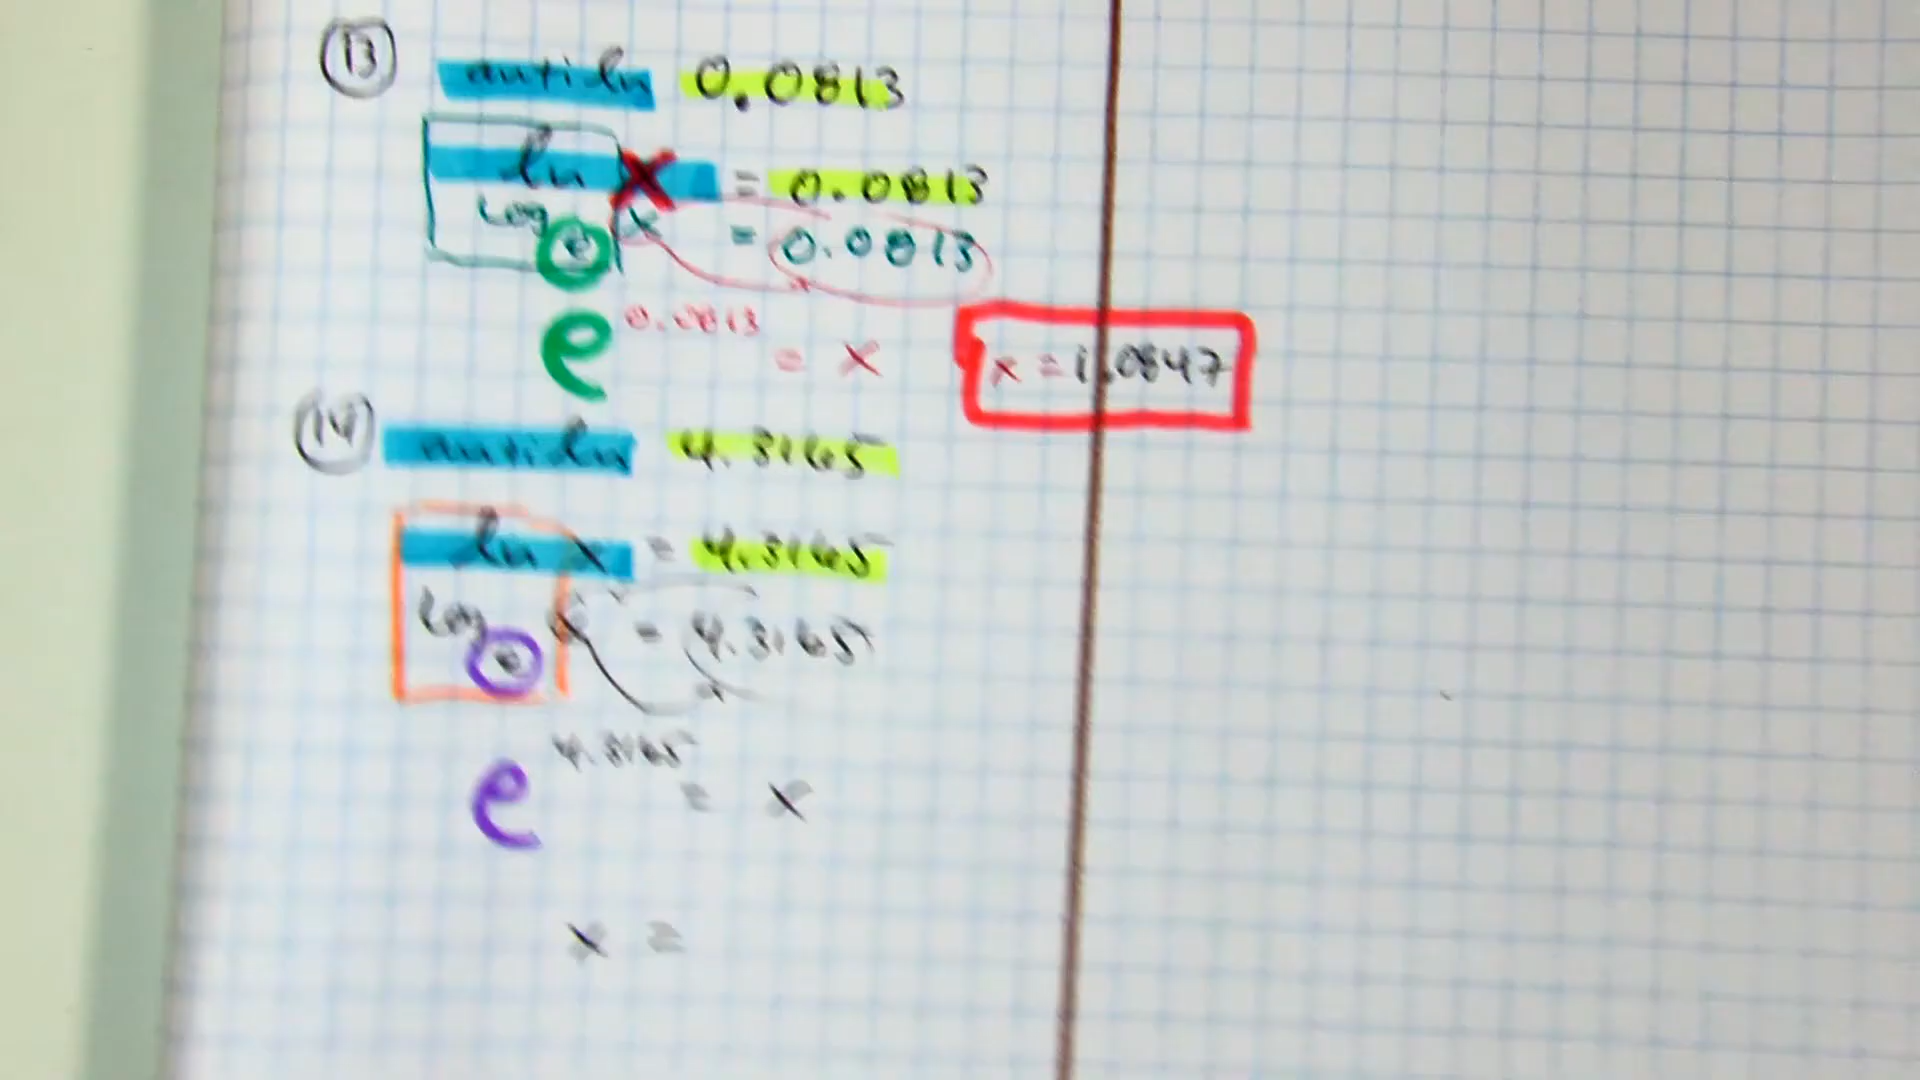 13 antiln 0.0813
ln x = 0.0813
log e x = 0.0813
e 0.0813 = x
x = 1.0847
14 antiln 4.3165
ln x = 4.3165
log e x = 4.3165
e 4.3165 = x
x =